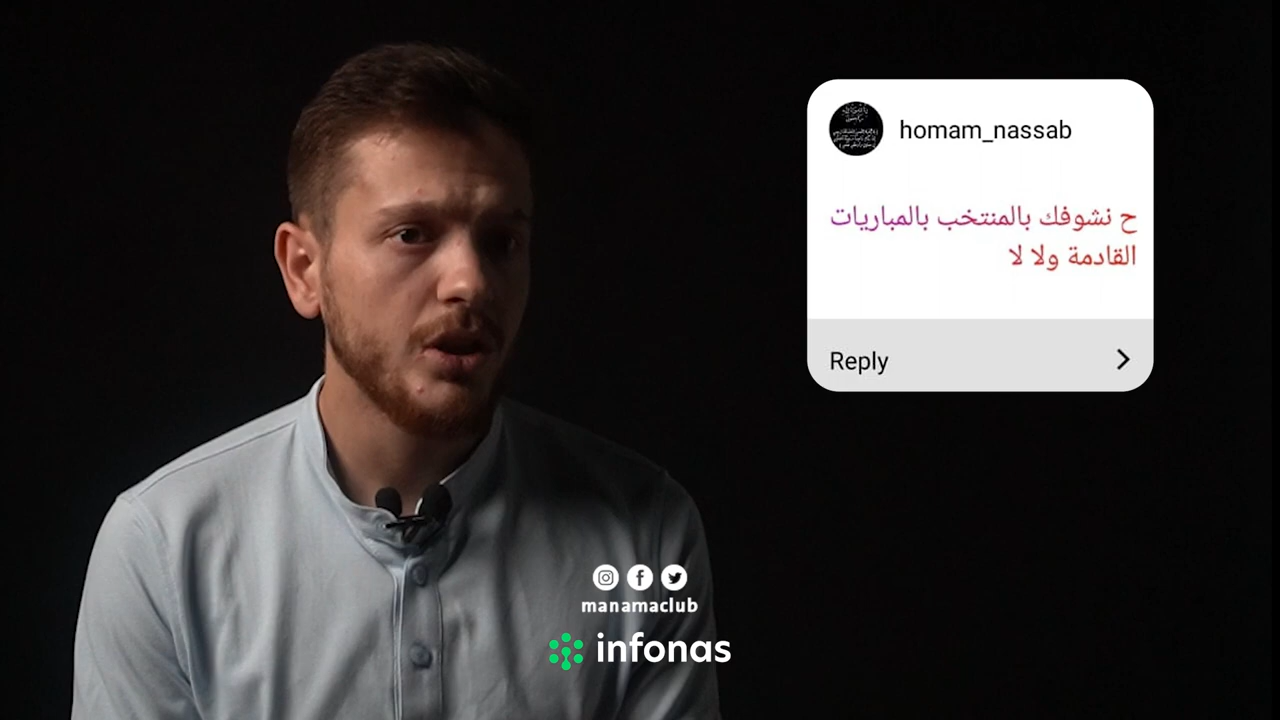 homam_nassab
ح نشوفك بالمنتخب بالمباريات
القادمة ولا لا
Reply
manamaclub
infonas